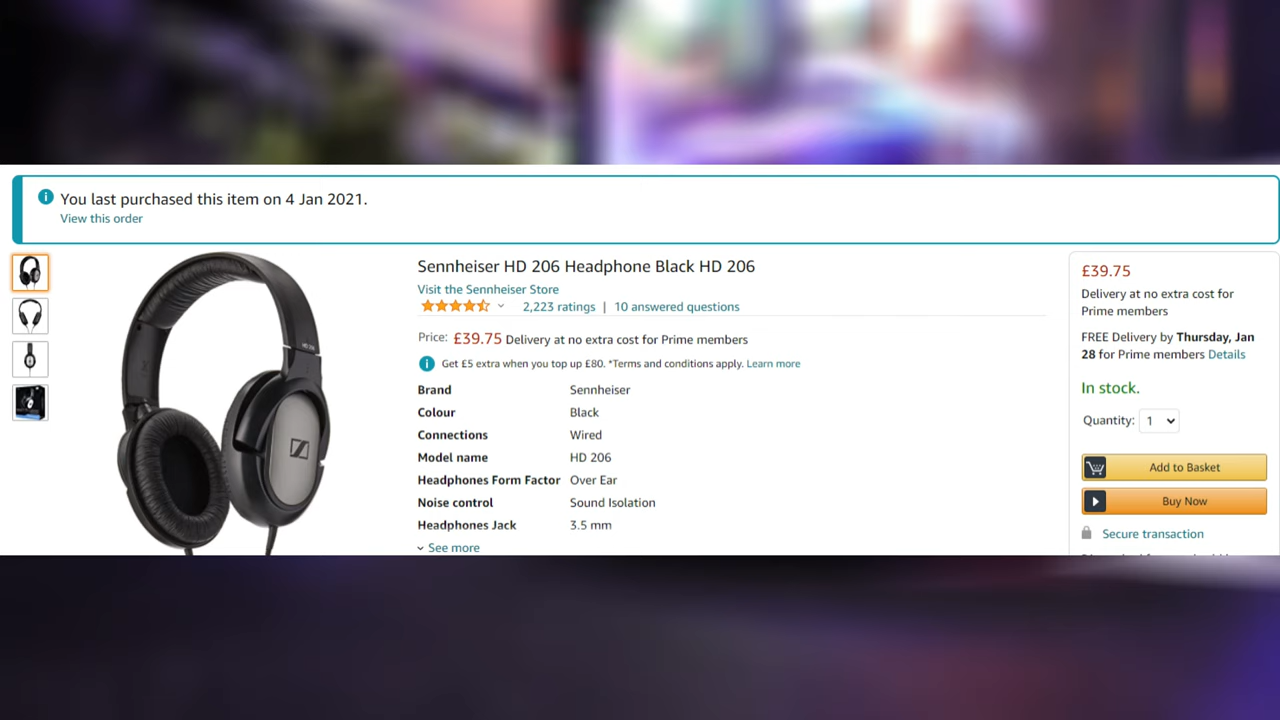 You last purchased this item on 4 Jan 2021.
View this order
Sennheiser HD 206 Headphone Black HD 206
Visit the Sennheiser Store
2,223 ratings | 10 answered questions
Price: £39.75 Delivery at no extra cost for Prime members
Get £5 extra when you top up £80. *Terms and conditions apply. Learn more
Brand Sennheiser
Colour Black
Connections Wired
Model name HD 206
Headphones Form Factor Over Ear
Noise control Sound Isolation
Headphones Jack 3.5 mm
See more
£39.75
Delivery at no extra cost for
Prime members
FREE Delivery by Thursday, Jan
28 for Prime members Details
In stock.
Quantity: 1
Add to Basket
Buy Now
Secure transaction